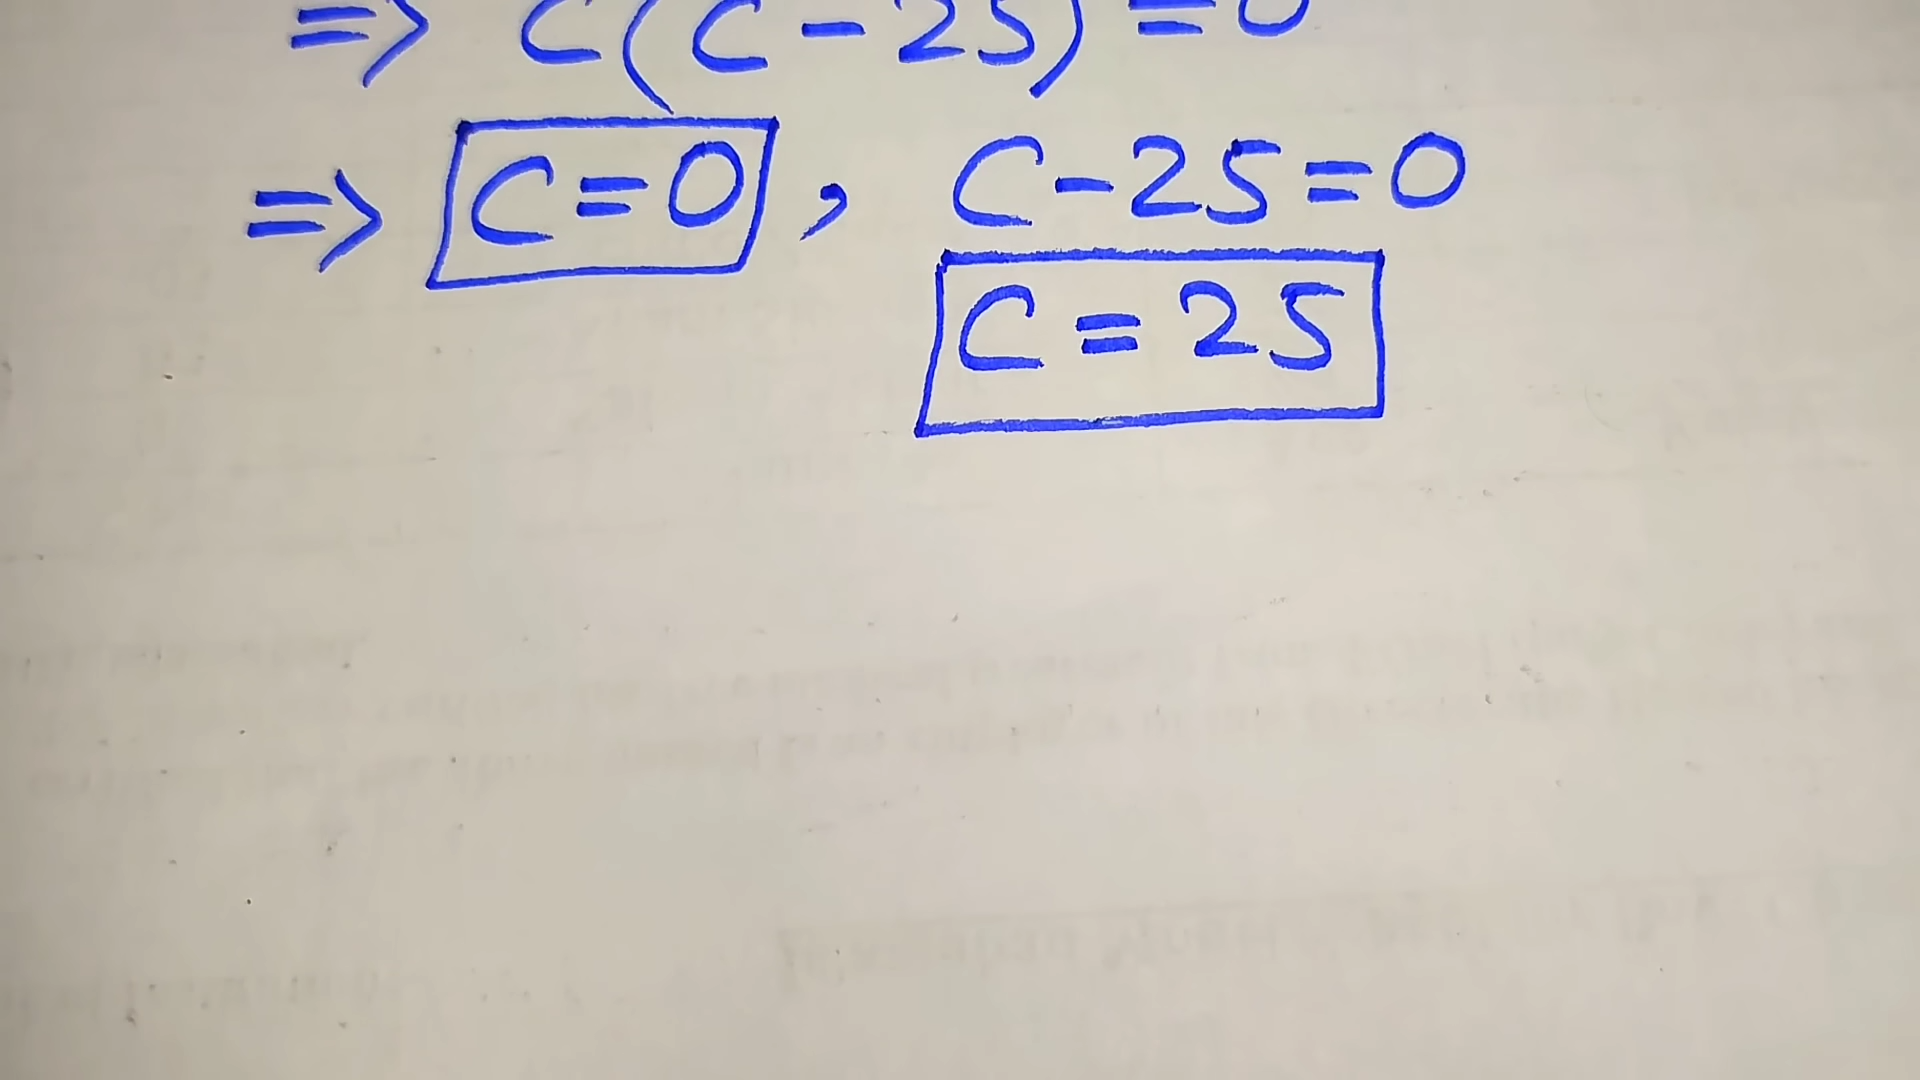 => C(C-25)=0
=> C=0, C-25=0
C=25